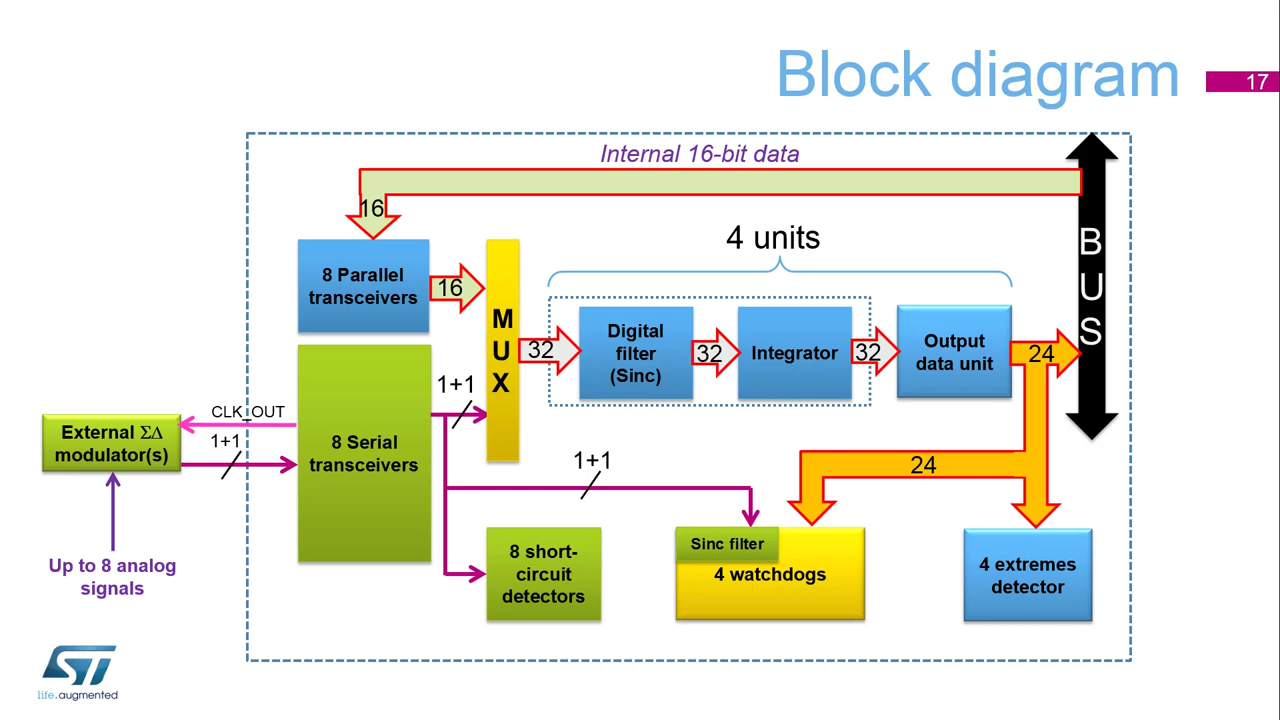 Block diagram
17
Internal 16-bit data
16
4 units
8 Parallel
transceivers
16
M
U
X
32
Digital
filter
(Sinc)
32
Integrator
32
Output
data unit
24
B
U
S
1+1
CLK_OUT
External ΣΔ
modulator(s)
1+1
8 Serial
transceivers
1+1
24
Up to 8 analog
signals
8 short-
circuit
detectors
Sinc filter
4 watchdogs
4 extremes
detector
ST
life.augmented